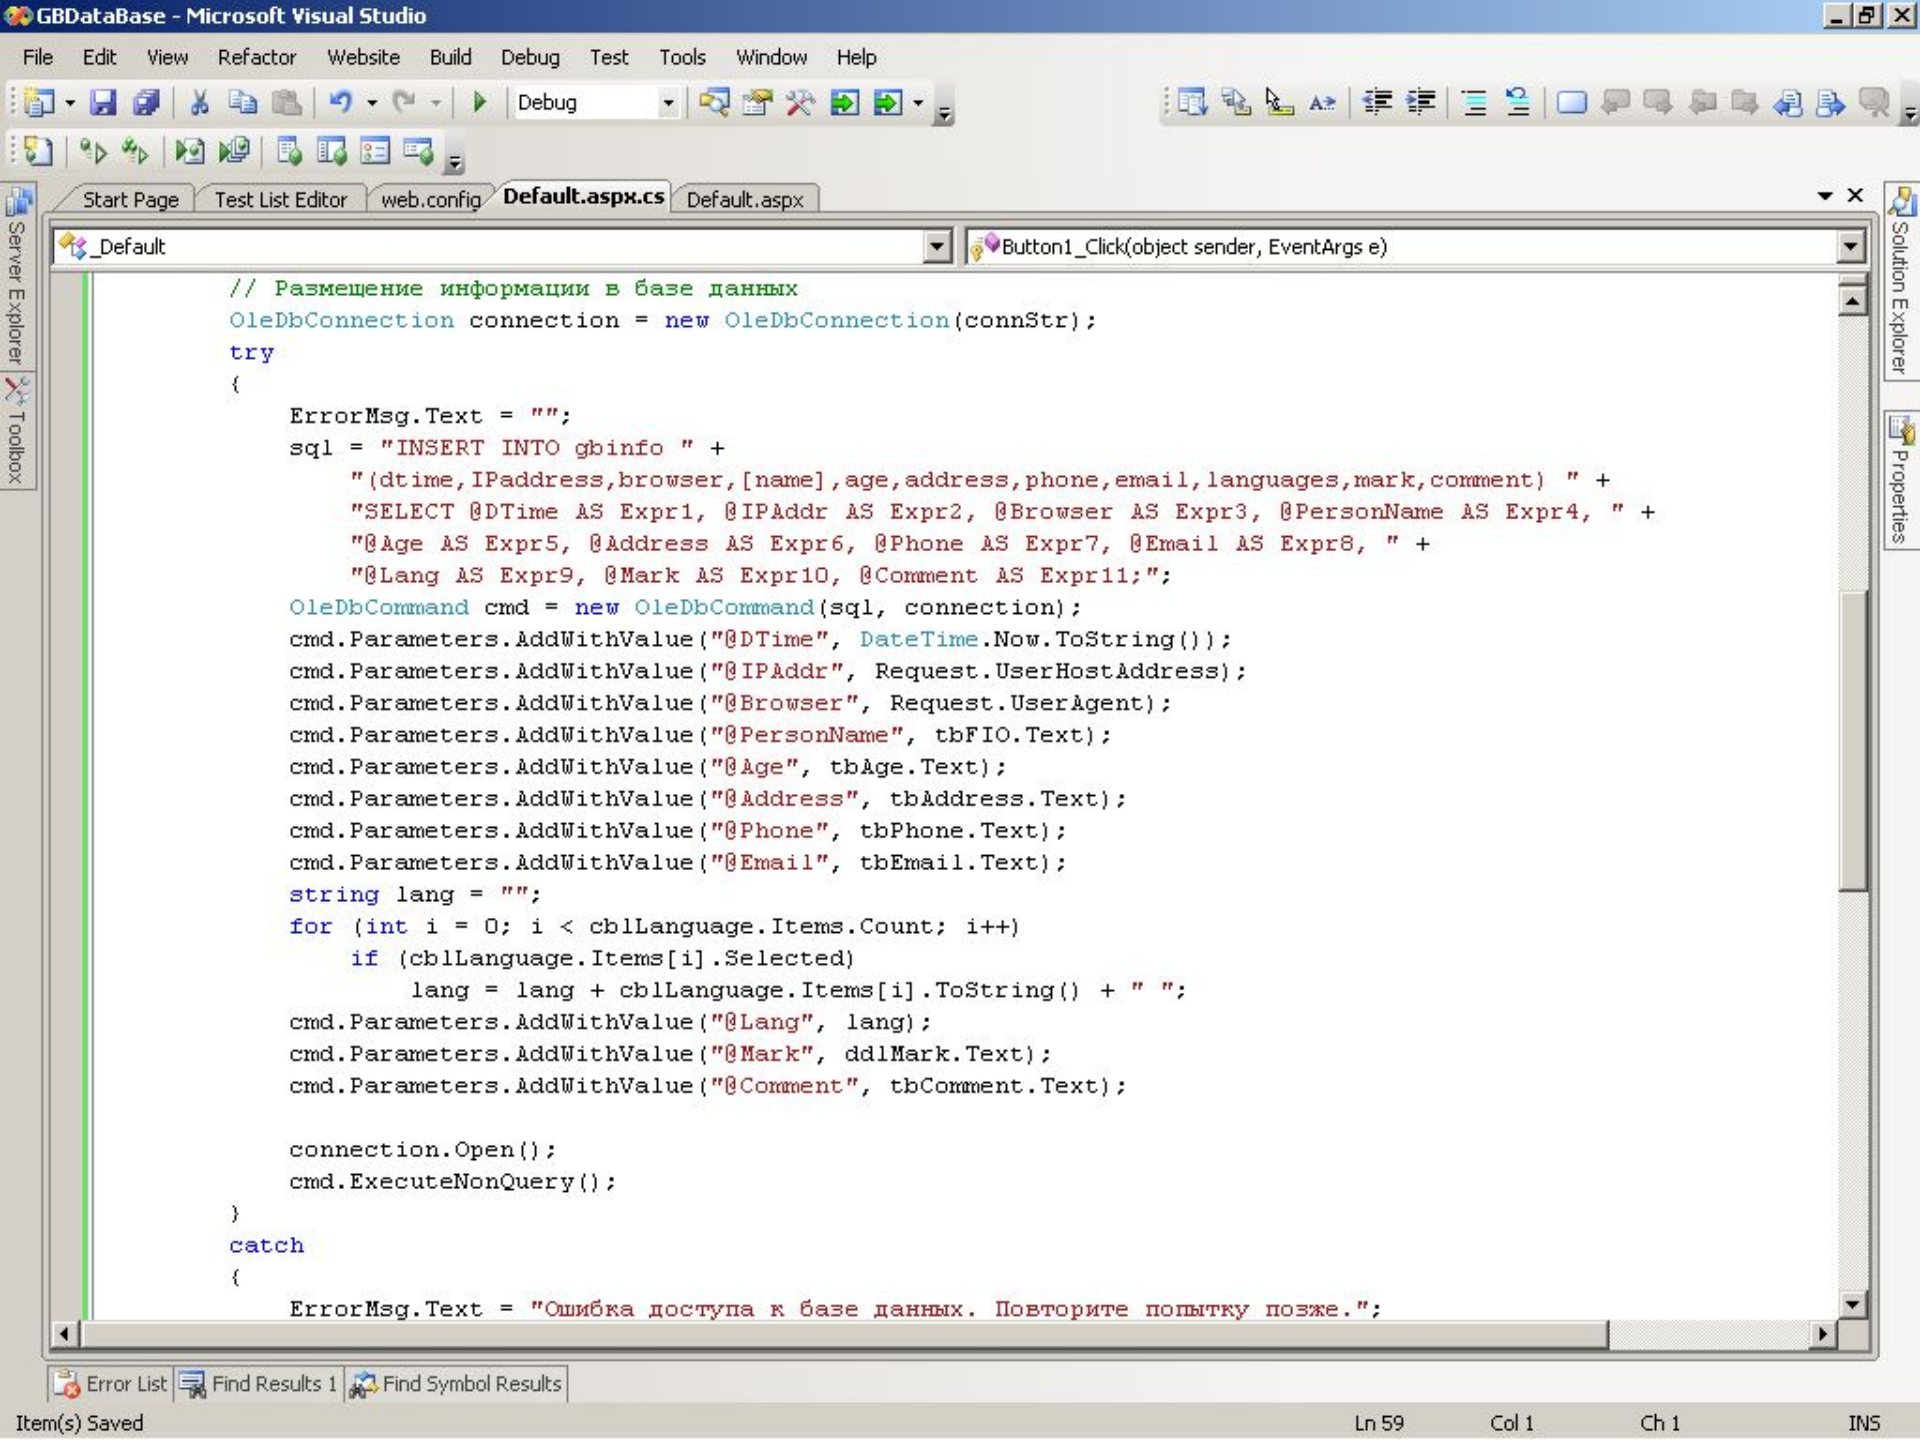 GBDataBase - Microsoft Visual Studio
File Edit View Refactor Website Build Debug Test Tools Window Help
Debug
Start Page Test List Editor web.config Default.aspx.cs Default.aspx
Server Explorer
Toolbox
Solution Explorer
Properties
_Default
Button1_Click(object sender, EventArgs e)
// Размещение информации в базе данных
OleDbConnection connection = new OleDbConnection(connStr);
try
{
ErrorMsg.Text = "";
sql = "INSERT INTO gbinfo " +
"(dtime,IPaddress,browser,[name],age,address,phone,email,languages,mark,comment) " +
"SELECT @DTime AS Expr1, @IPAddr AS Expr2, @Browser AS Expr3, @PersonName AS Expr4, " +
"@Age AS Expr5, @Address AS Expr6, @Phone AS Expr7, @Email AS Expr8, " +
"@Lang AS Expr9, @Mark AS Expr10, @Comment AS Expr11;";
OleDbCommand cmd = new OleDbCommand(sql, connection);
cmd.Parameters.AddWithValue("@DTime", DateTime.Now.ToString());
cmd.Parameters.AddWithValue("@IPAddr", Request.UserHostAddress);
cmd.Parameters.AddWithValue("@Browser", Request.UserAgent);
cmd.Parameters.AddWithValue("@PersonName", tbFIO.Text);
cmd.Parameters.AddWithValue("@Age", tbAge.Text);
cmd.Parameters.AddWithValue("@Address", tbAddress.Text);
cmd.Parameters.AddWithValue("@Phone", tbPhone.Text);
cmd.Parameters.AddWithValue("@Email", tbEmail.Text);
string lang = "";
for (int i = 0; i < cblLanguage.Items.Count; i++)
if (cblLanguage.Items[i].Selected)
lang = lang + cblLanguage.Items[i].ToString() + " ";
cmd.Parameters.AddWithValue("@Lang", lang);
cmd.Parameters.AddWithValue("@Mark", ddlMark.Text);
cmd.Parameters.AddWithValue("@Comment", tbComment.Text);
connection.Open();
cmd.ExecuteNonQuery();
}
catch
{
ErrorMsg.Text = "Ошибка доступа к базе данных. Повторите попытку позже.";
Error List Find Results 1 Find Symbol Results
Item(s) Saved Ln 59 Col 1 Ch 1 INS